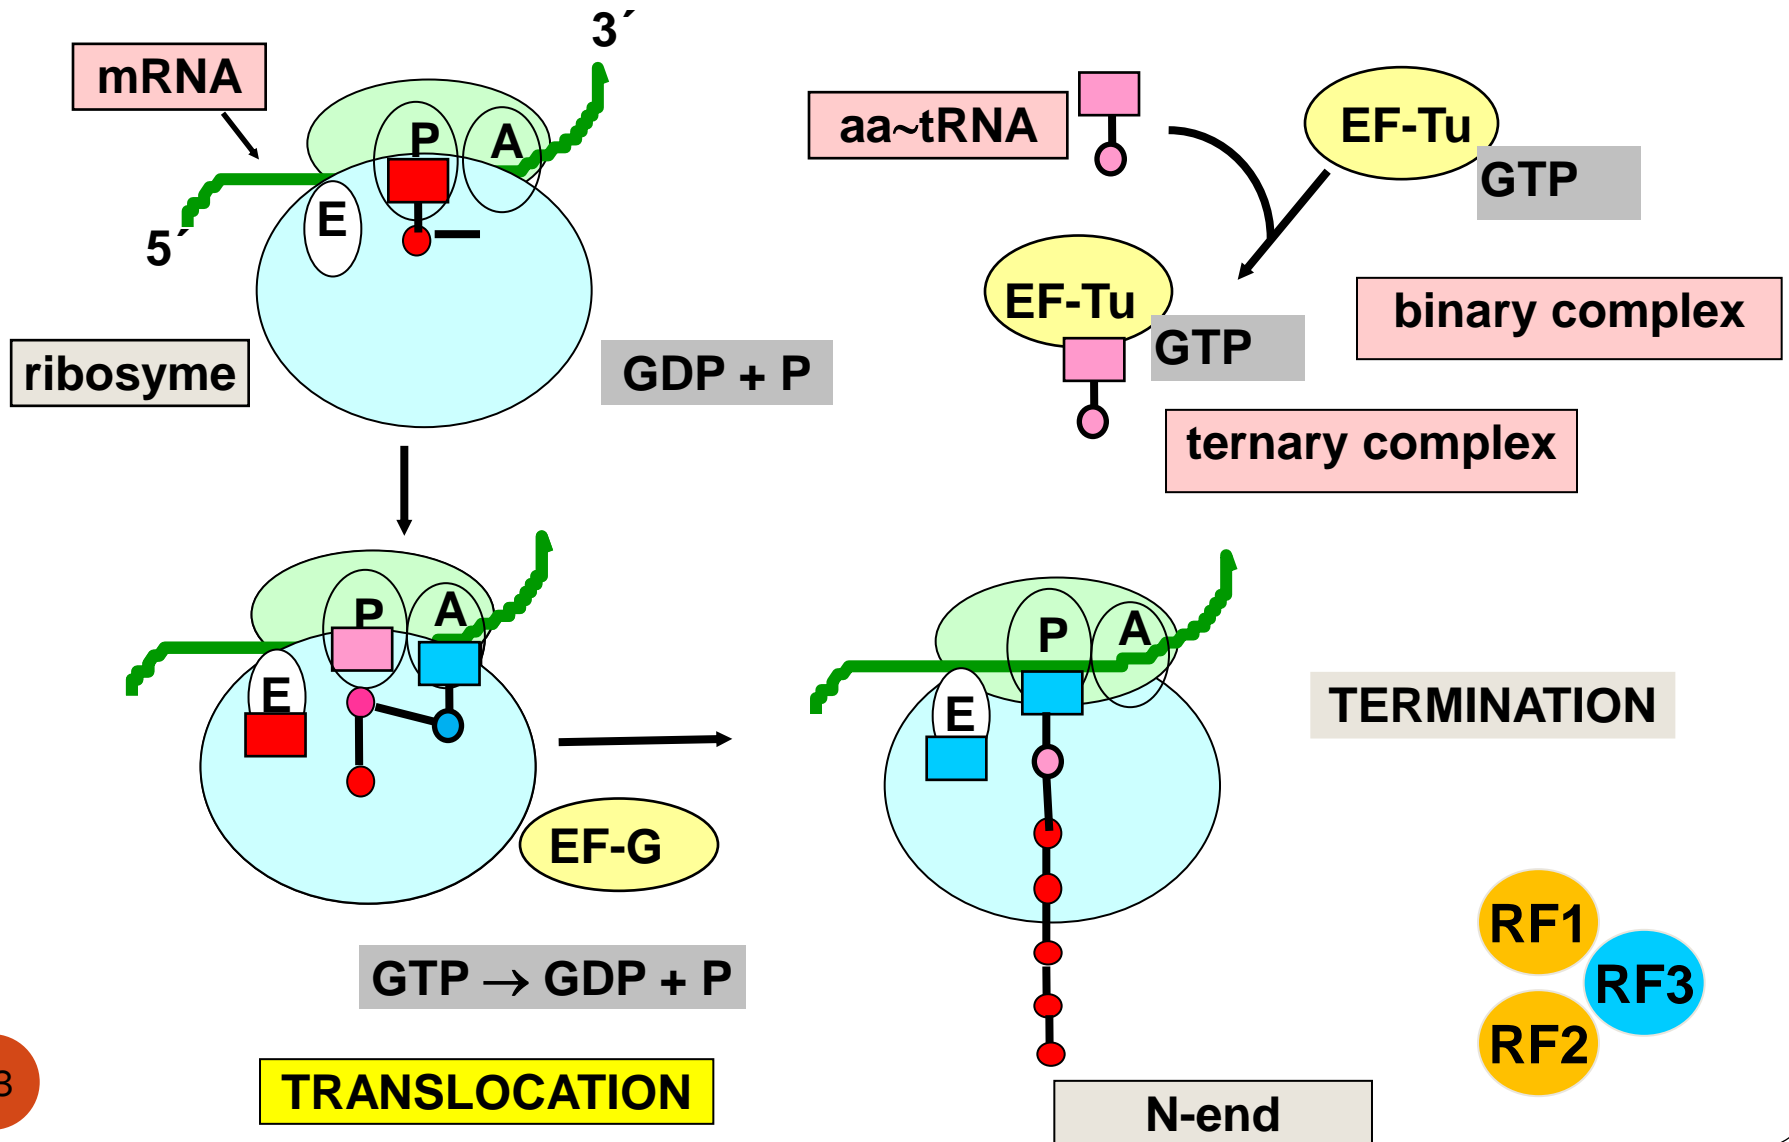 3´
mRNA
P
A
E
5´
ribosyme
GDP + P
aa~tRNA
EF-Tu
GTP
EF-Tu
GTP
binary complex
ternary complex
P
A
E
EF-G
GTP → GDP + P
TRANSLOCATION
P
A
E
TERMINATION
RF1
RF3
RF2
N-end